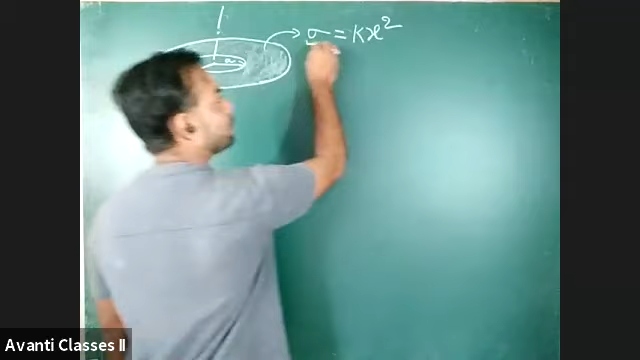 σ = Kx²
Avanti Classes II